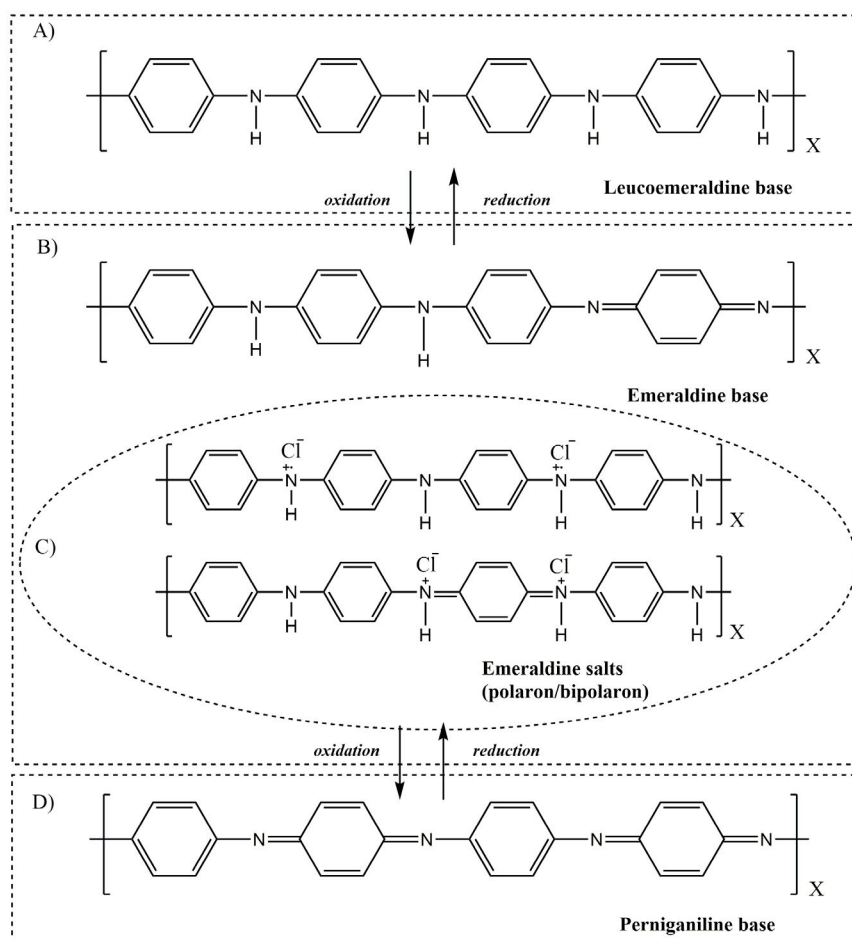 A)
N N N N
H H H H
X
Leucoemeraldine base
oxidation reduction
B)
N N N N
H H
X
Emeraldine base
Cl⁻ Cl⁻
+· +·
N N N N
H H H H
X
C)
Cl⁻ Cl⁻
+ +
N N N N
H H H H
X
Emeraldine salts
(polaron/bipolaron)
oxidation reduction
D)
N N N N
X
Perniganiline base